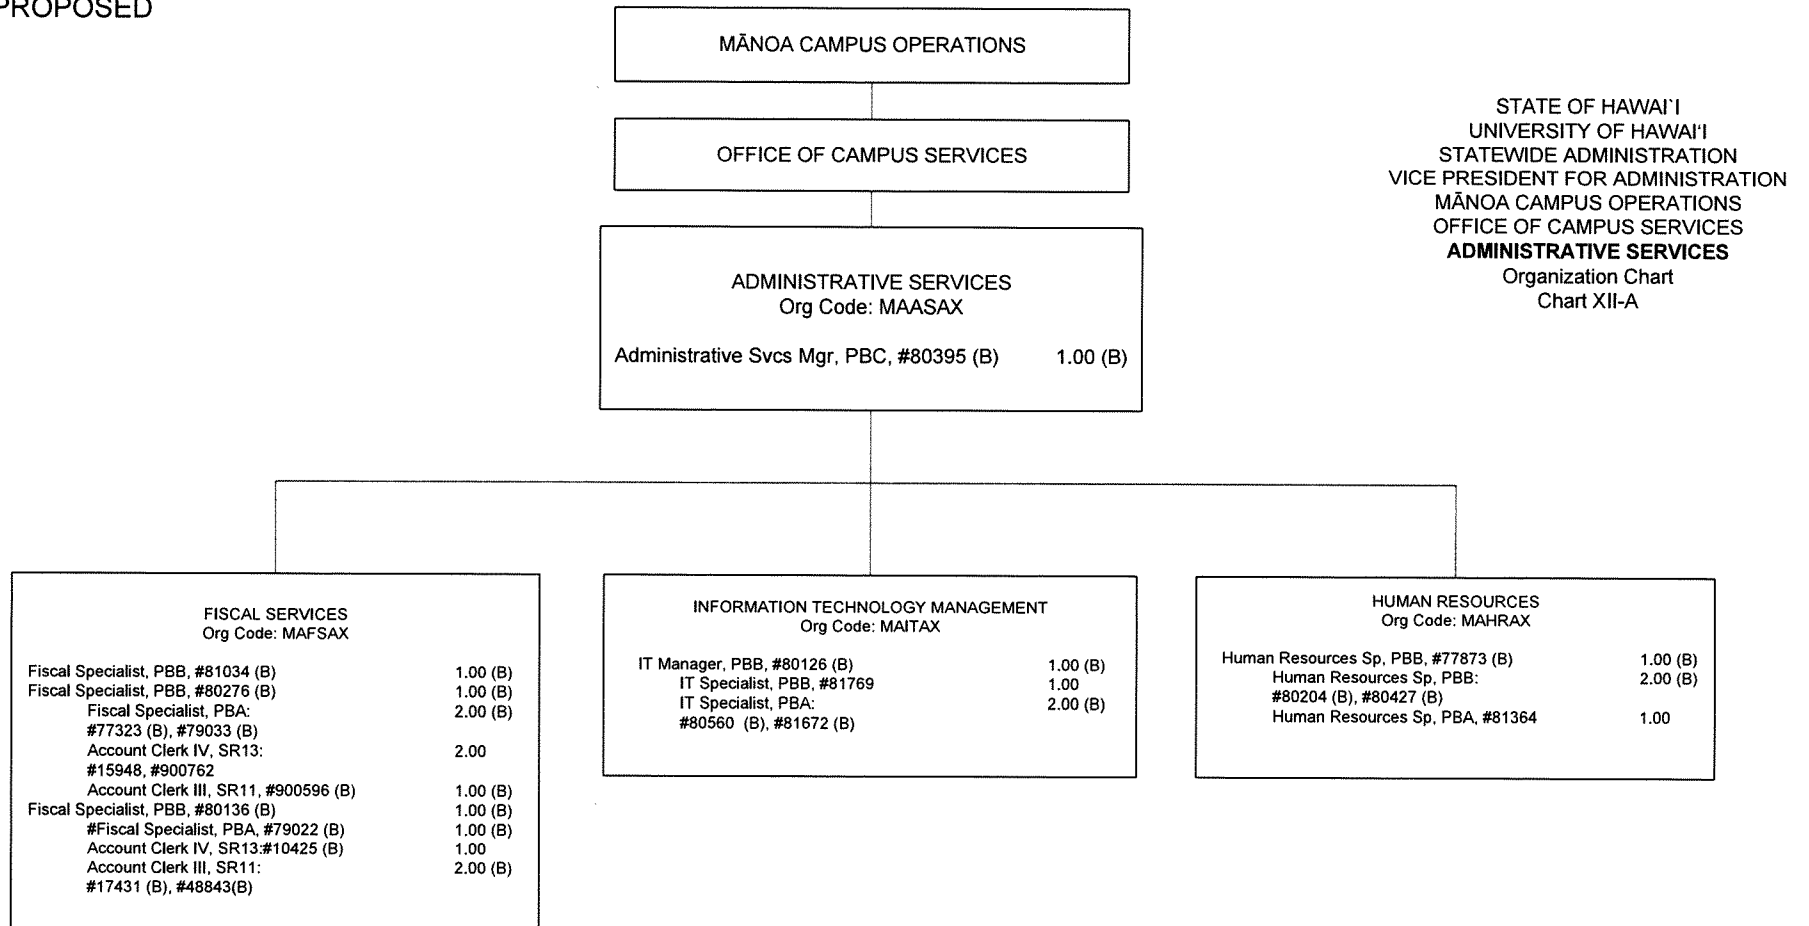 PROPOSED
MĀNOA CAMPUS OPERATIONS
OFFICE OF CAMPUS SERVICES
STATE OF HAWAI`I
UNIVERSITY OF HAWAI'I
STATEWIDE ADMINISTRATION
VICE PRESIDENT FOR ADMINISTRATION
MĀNOA CAMPUS OPERATIONS
OFFICE OF CAMPUS SERVICES
ADMINISTRATIVE SERVICES
Organization Chart
Chart XII-A
ADMINISTRATIVE SERVICES
Org Code: MAASAX
Administrative Svcs Mgr, PBC, #80395 (B) 1.00 (B)
FISCAL SERVICES
Org Code: MAFSAX
Fiscal Specialist, PBB, #81034 (B) 1.00 (B)
Fiscal Specialist, PBB, #80276 (B) 1.00 (B)
Fiscal Specialist, PBA: 2.00 (B)
#77323 (B), #79033 (B)
Account Clerk IV, SR13: 2.00
#15948, #900762
Account Clerk III, SR11, #900596 (B) 1.00 (B)
Fiscal Specialist, PBB, #80136 (B) 1.00 (B)
#Fiscal Specialist, PBA, #79022 (B) 1.00 (B)
Account Clerk IV, SR13:#10425 (B) 1.00
Account Clerk III, SR11: 2.00 (B)
#17431 (B), #48843(B)
INFORMATION TECHNOLOGY MANAGEMENT
Org Code: MAITAX
IT Manager, PBB, #80126 (B) 1.00 (B)
IT Specialist, PBB, #81769 1.00
IT Specialist, PBA: 2.00 (B)
#80560 (B), #81672 (B)
HUMAN RESOURCES
Org Code: MAHRAX
Human Resources Sp, PBB, #77873 (B) 1.00 (B)
Human Resources Sp, PBB: 2.00 (B)
#80204 (B), #80427 (B)
Human Resources Sp, PBA, #81364 1.00